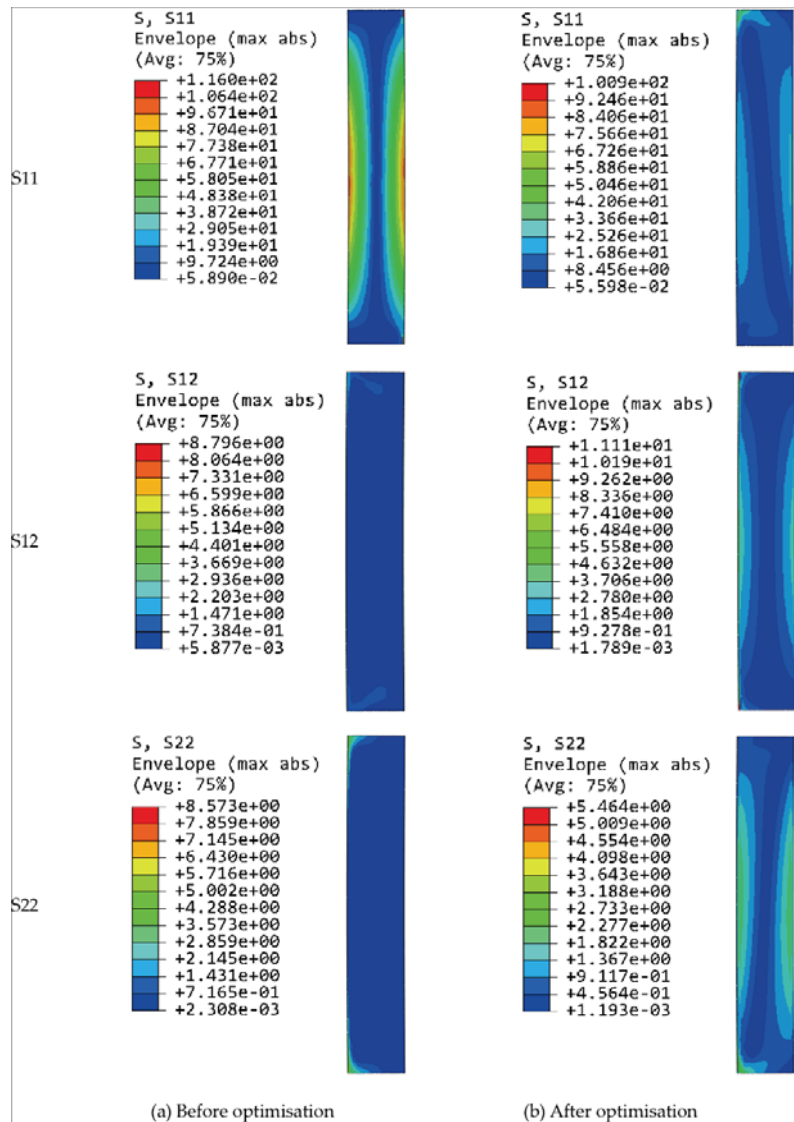 S11
S, S11
Envelope (max abs)
(Avg: 75%)
+1.160e+02
+1.064e+02
+9.671e+01
+8.704e+01
+7.738e+01
+6.771e+01
+5.805e+01
+4.838e+01
+3.872e+01
+2.905e+01
+1.939e+01
+9.724e+00
+5.890e-02
S, S11
Envelope (max abs)
(Avg: 75%)
+1.009e+02
+9.246e+01
+8.406e+01
+7.566e+01
+6.726e+01
+5.886e+01
+5.046e+01
+4.206e+01
+3.366e+01
+2.526e+01
+1.686e+01
+8.456e+00
+5.598e-02
S12
S, S12
Envelope (max abs)
(Avg: 75%)
+8.796e+00
+8.064e+00
+7.331e+00
+6.599e+00
+5.866e+00
+5.134e+00
+4.401e+00
+3.669e+00
+2.936e+00
+2.203e+00
+1.471e+00
+7.384e-01
+5.877e-03
S, S12
Envelope (max abs)
(Avg: 75%)
+1.111e+01
+1.019e+01
+9.262e+00
+8.336e+00
+7.410e+00
+6.484e+00
+5.558e+00
+4.632e+00
+3.706e+00
+2.780e+00
+1.854e+00
+9.278e-01
+1.789e-03
S22
S, S22
Envelope (max abs)
(Avg: 75%)
+8.573e+00
+7.859e+00
+7.145e+00
+6.430e+00
+5.716e+00
+5.002e+00
+4.288e+00
+3.573e+00
+2.859e+00
+2.145e+00
+1.431e+00
+7.165e-01
+2.308e-03
S, S22
Envelope (max abs)
(Avg: 75%)
+5.464e+00
+5.009e+00
+4.554e+00
+4.098e+00
+3.643e+00
+3.188e+00
+2.733e+00
+2.277e+00
+1.822e+00
+1.367e+00
+9.117e-01
+4.564e-01
+1.193e-03
(a) Before optimisation
(b) After optimisation